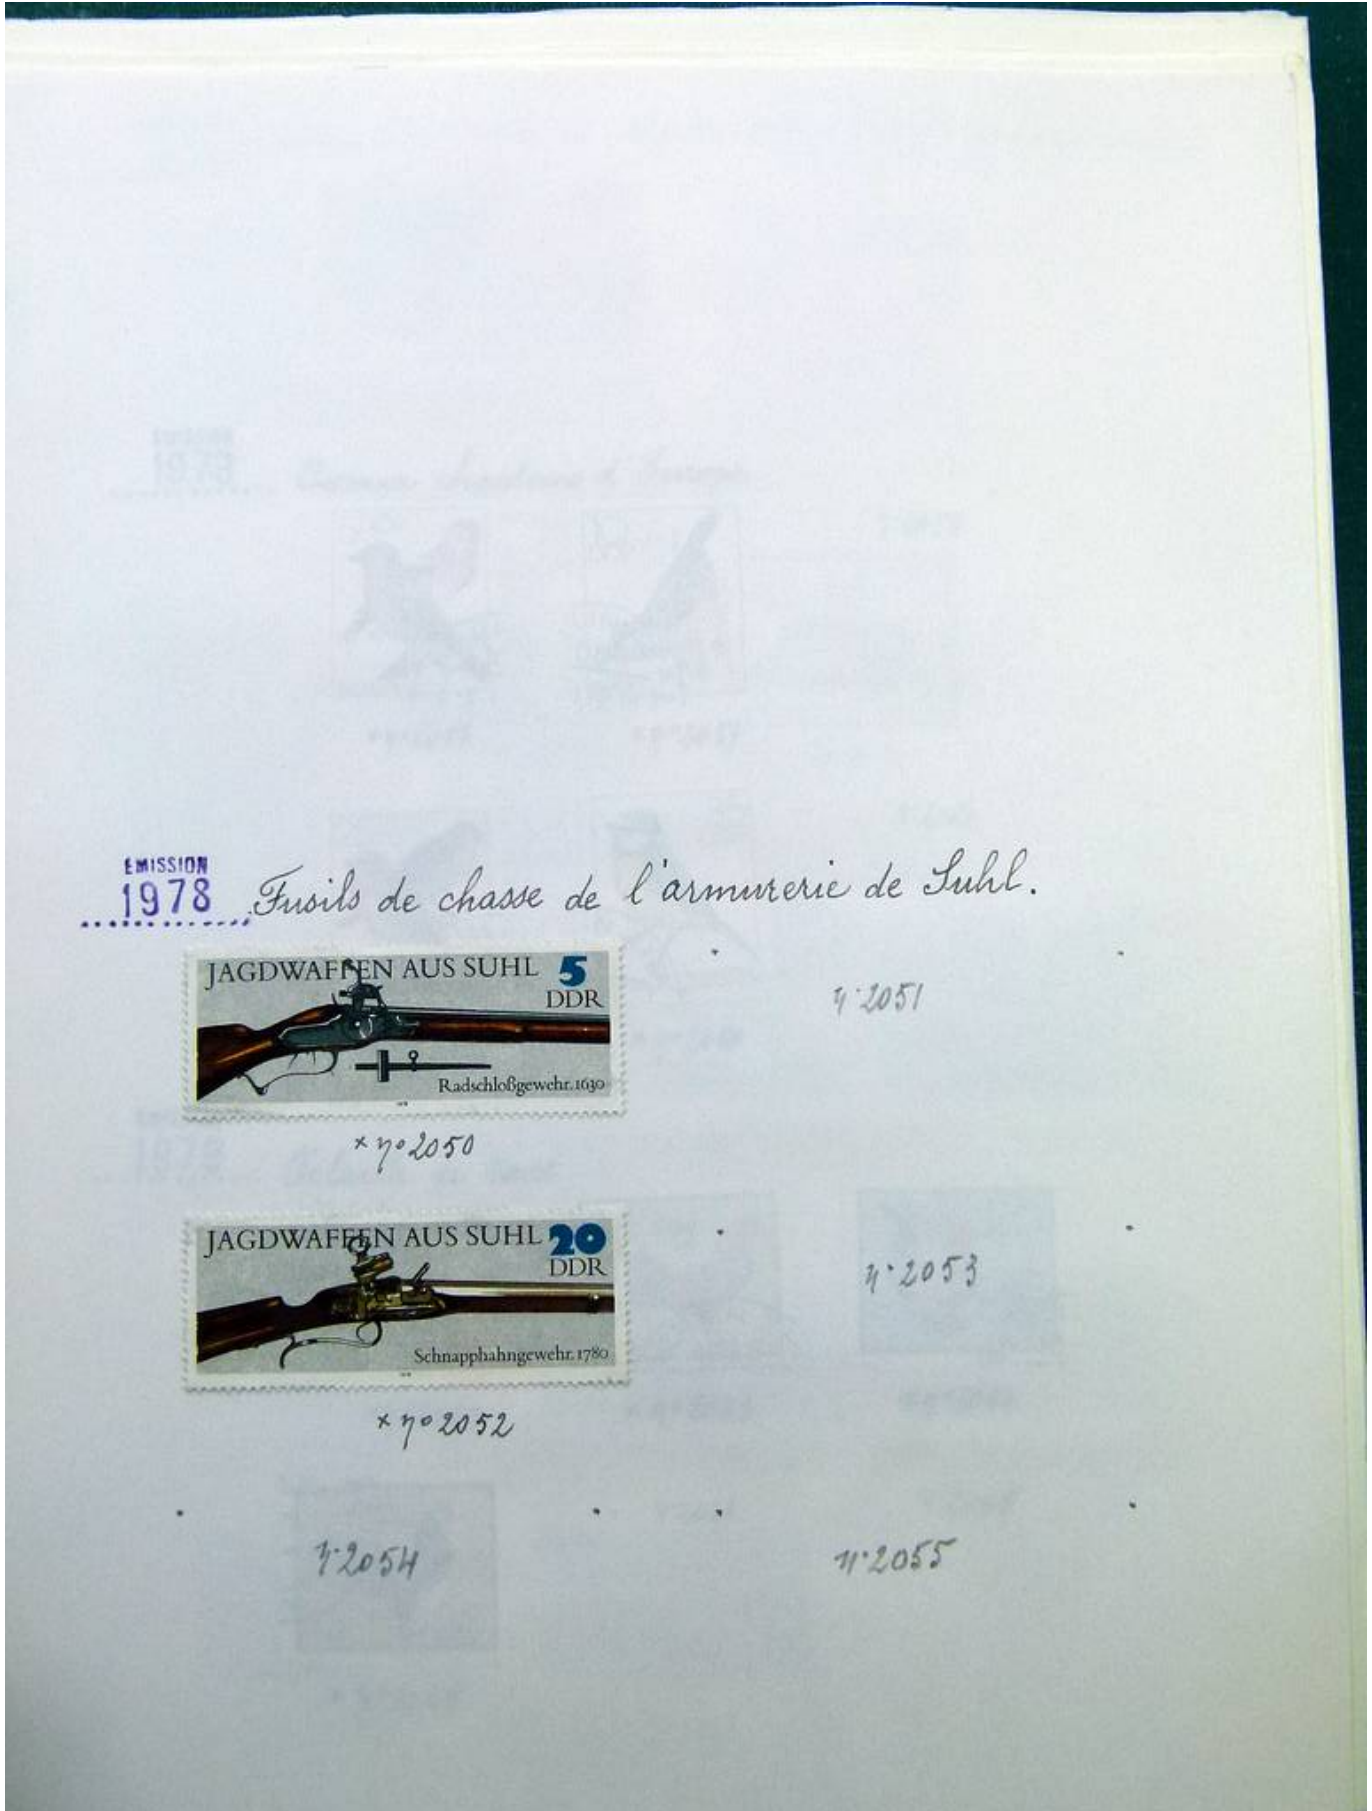 EMISSION
1978 Fusils de chasse de l'armurerie de Suhl.
JAGDWAFFEN AUS SUHL 5
DDR
Radschloßgewehr. 1630
n° 2051
x n° 2050
JAGDWAFFEN AUS SUHL 20
DDR
Schnapphahngewehr. 1780
n° 2053
x n° 2052
n° 2054
n° 2055